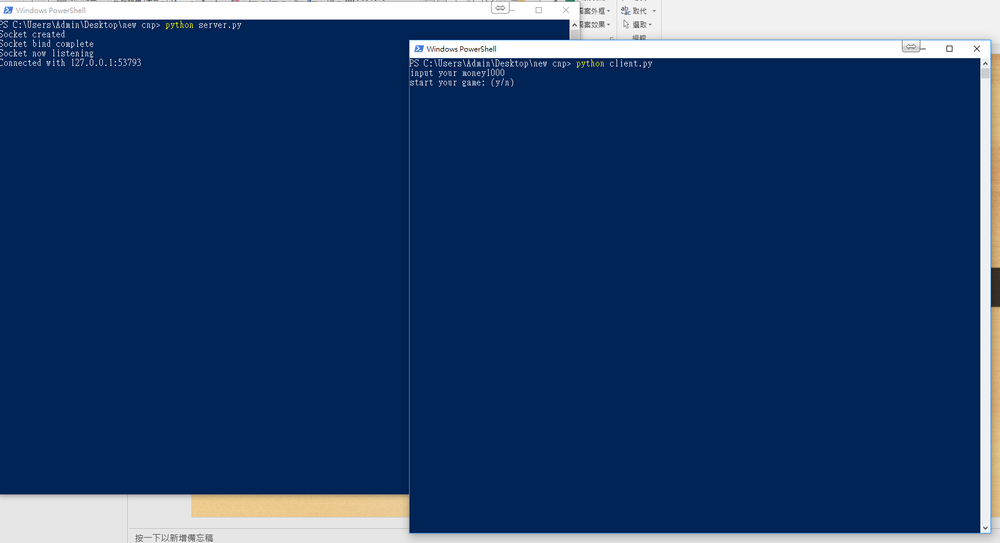 Windows PowerShell
PS C:\Users\Admin\Desktop\new cnp> python server.py
Socket created
Socket bind complete
Socket now listening
Connected with 127.0.0.1:53793
圖案外框
取代
圖案效果
選取
編輯
Windows PowerShell
PS C:\Users\Admin\Desktop\new cnp> python client.py
input your money1000
start your game: (y/n)
按一下以新增備忘稿